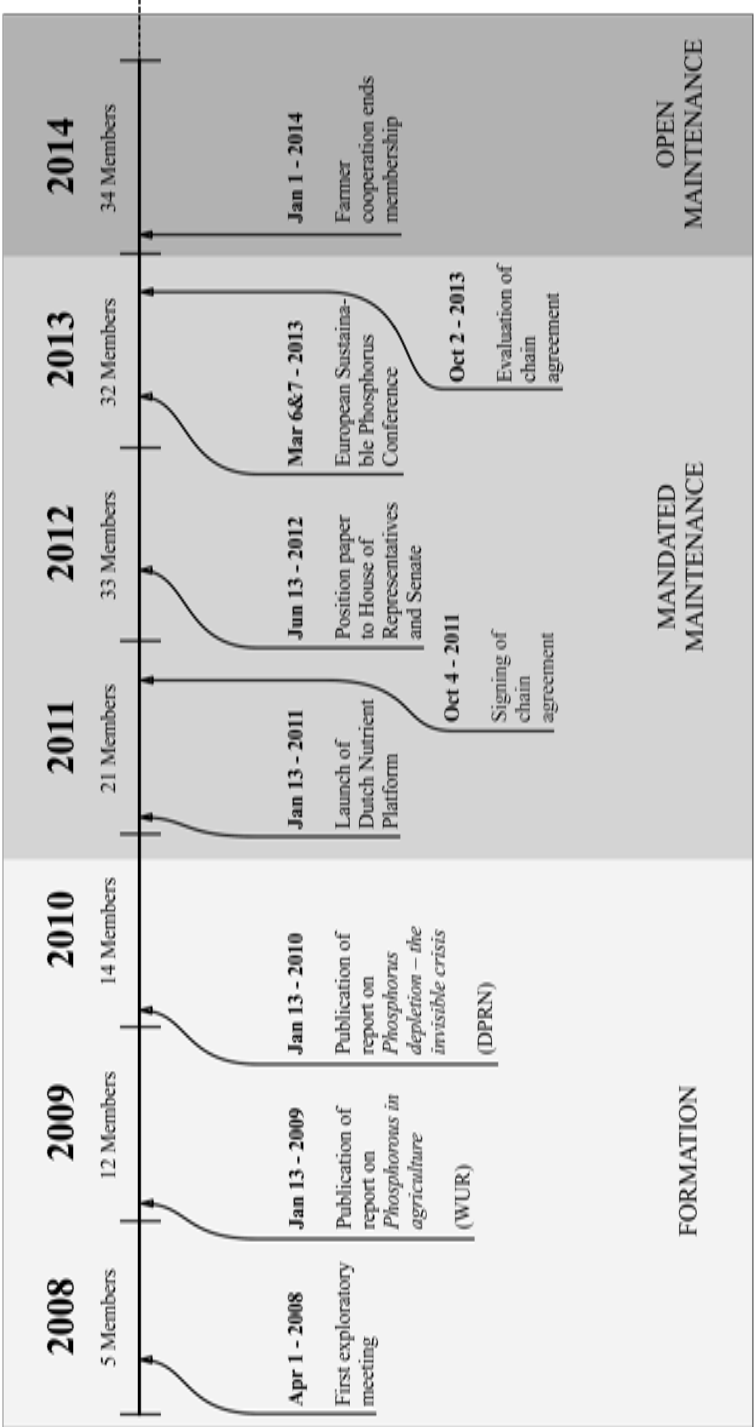 2008
5 Members
2009
12 Members
2010
14 Members
2011
21 Members
2012
33 Members
2013
32 Members
2014
34 Members
Apr 1 - 2008
First exploratory
meeting
Jan 13 - 2009
Publication of
report on
Phosphorous in
agriculture
(WUR)
Jan 13 - 2010
Publication of
report on
Phosphorus
depletion – the
invisible crisis
(DPRN)
Jan 13 - 2011
Launch of
Dutch Nutrient
Platform
Oct 4 - 2011
Signing of
chain
agreement
Jun 13 - 2012
Position paper
to House of
Representatives
and Senate
Mar 6&7 - 2013
European Sustaina-
ble Phosphorus
Conference
Oct 2 - 2013
Evaluation of
chain
agreement
Jan 1 - 2014
Farmer
cooperation ends
membership
FORMATION
MANDATED
MAINTENANCE
OPEN
MAINTENANCE